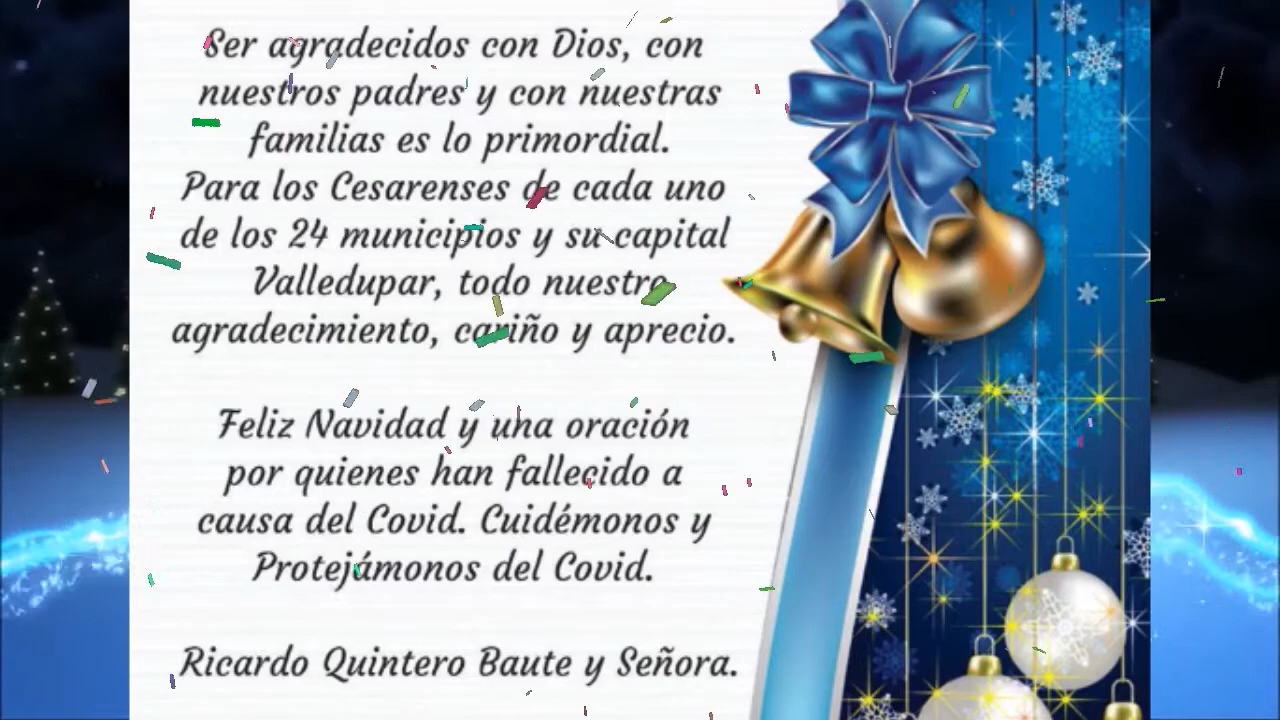 Ser agradecidos con Dios, con
nuestros padres y con nuestras
familias es lo primordial.
Para los Cesarenses de cada uno
de los 24 municipios y su capital
Valledupar, todo nuestro
agradecimiento, cariño y aprecio.
Feliz Navidad y una oración
por quienes han fallecido a
causa del Covid. Cuidémonos y
Protejámonos del Covid.
Ricardo Quintero Baute y Señora.